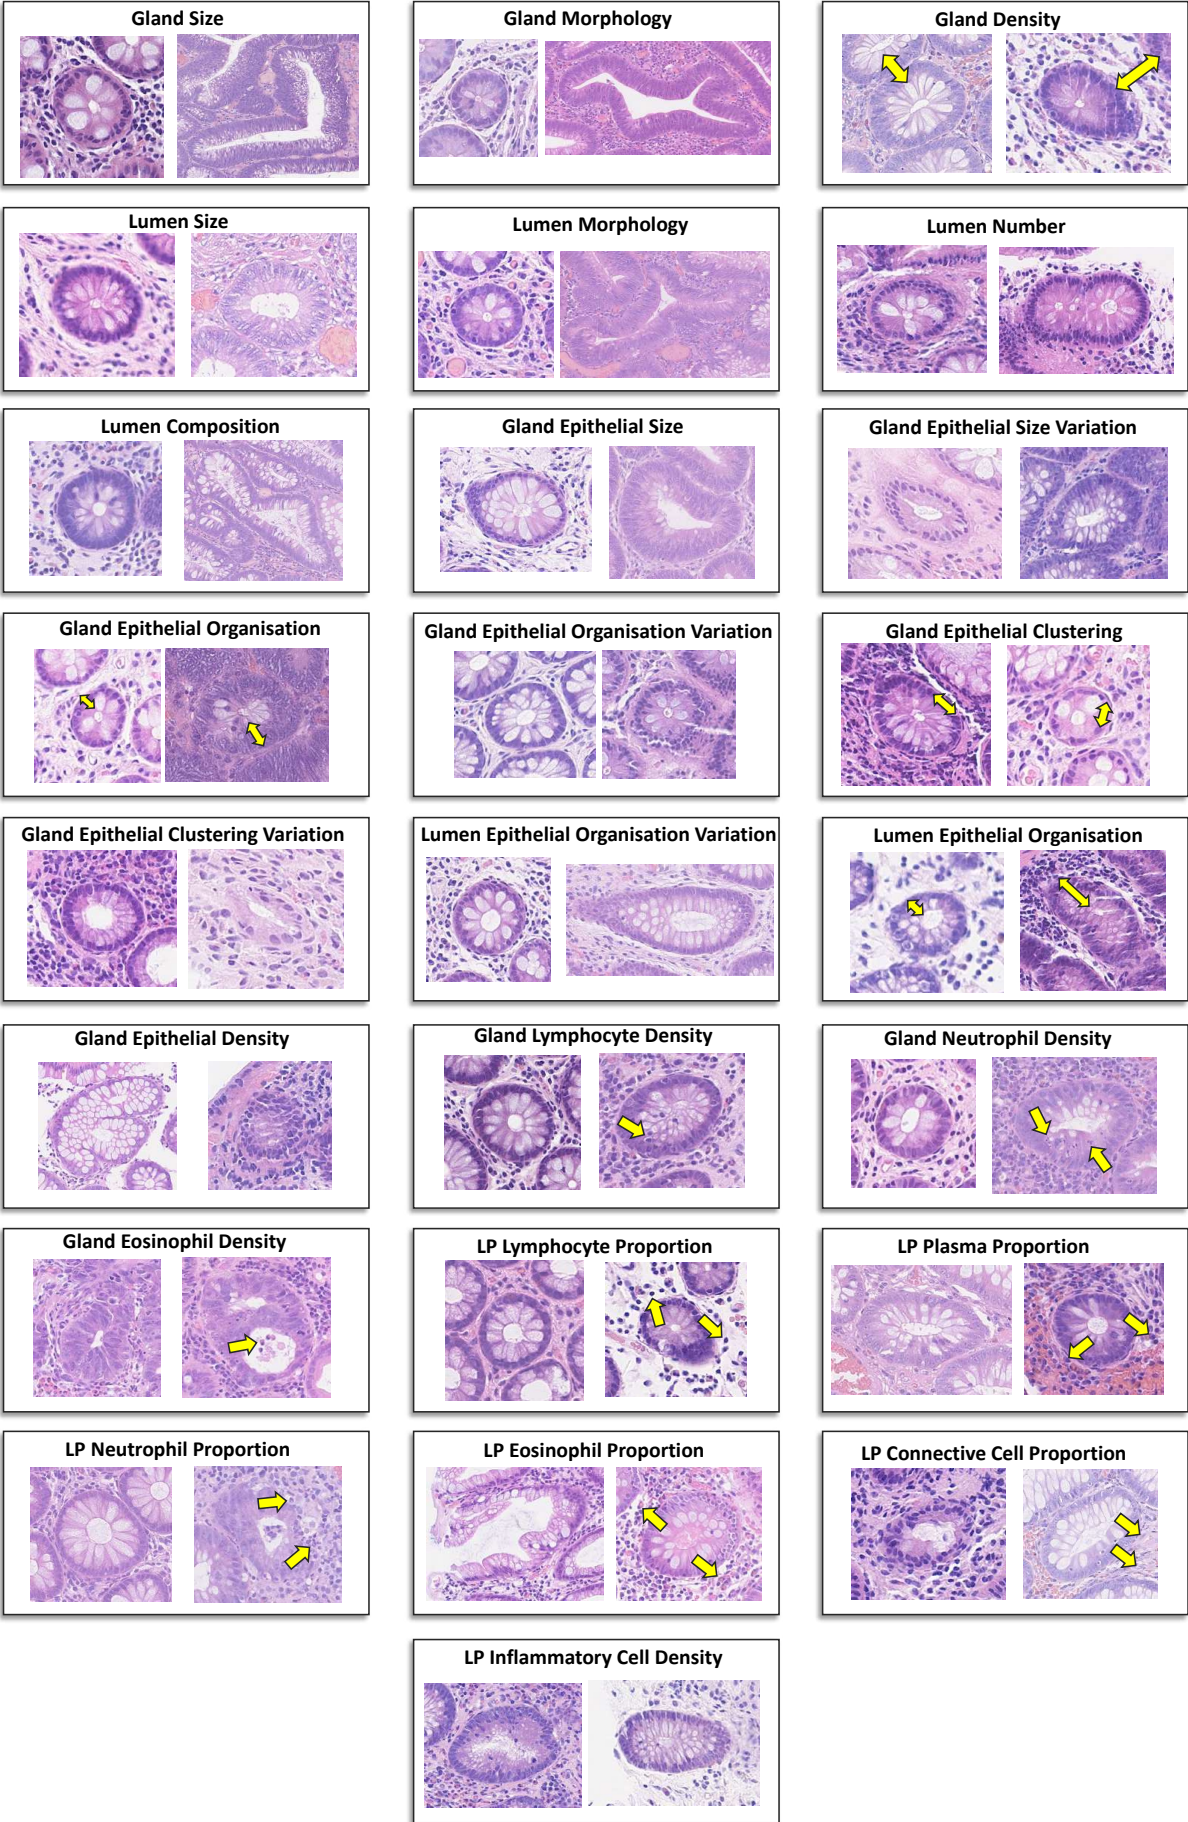 Gland Size
Gland Morphology
Gland Density
Lumen Size
Lumen Morphology
Lumen Number
Lumen Composition
Gland Epithelial Size
Gland Epithelial Size Variation
Gland Epithelial Organisation
Gland Epithelial Organisation Variation
Gland Epithelial Clustering
Gland Epithelial Clustering Variation
Lumen Epithelial Organisation Variation
Lumen Epithelial Organisation
Gland Epithelial Density
Gland Lymphocyte Density
Gland Neutrophil Density
Gland Eosinophil Density
LP Lymphocyte Proportion
LP Plasma Proportion
LP Neutrophil Proportion
LP Eosinophil Proportion
LP Connective Cell Proportion
LP Inflammatory Cell Density